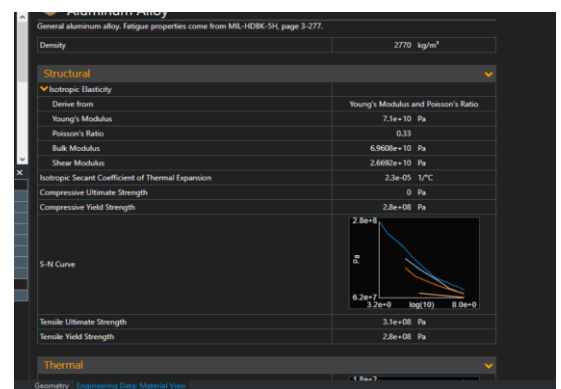 Aluminum Alloy
General aluminum alloy. Fatigue properties come from MIL-HDBK-5H, page 3-277.
Density 2770 kg/m³
Structural
Isotropic Elasticity
Derive from Young's Modulus and Poisson's Ratio
Young's Modulus 7.1e+10 Pa
Poisson's Ratio 0.33
Bulk Modulus 6.9608e+10 Pa
Shear Modulus 2.6692e+10 Pa
Isotropic Secant Coefficient of Thermal Expansion 2.3e-05 1/°C
Compressive Ultimate Strength 0 Pa
Compressive Yield Strength 2.8e+08 Pa
2.8e+8
Pa
S-N Curve
6.2e+7
3.2e+0 log(10) 8.0e+0
Tensile Ultimate Strength 3.1e+08 Pa
Tensile Yield Strength 2.8e+08 Pa
Thermal
Geometry Engineering Data: Material View